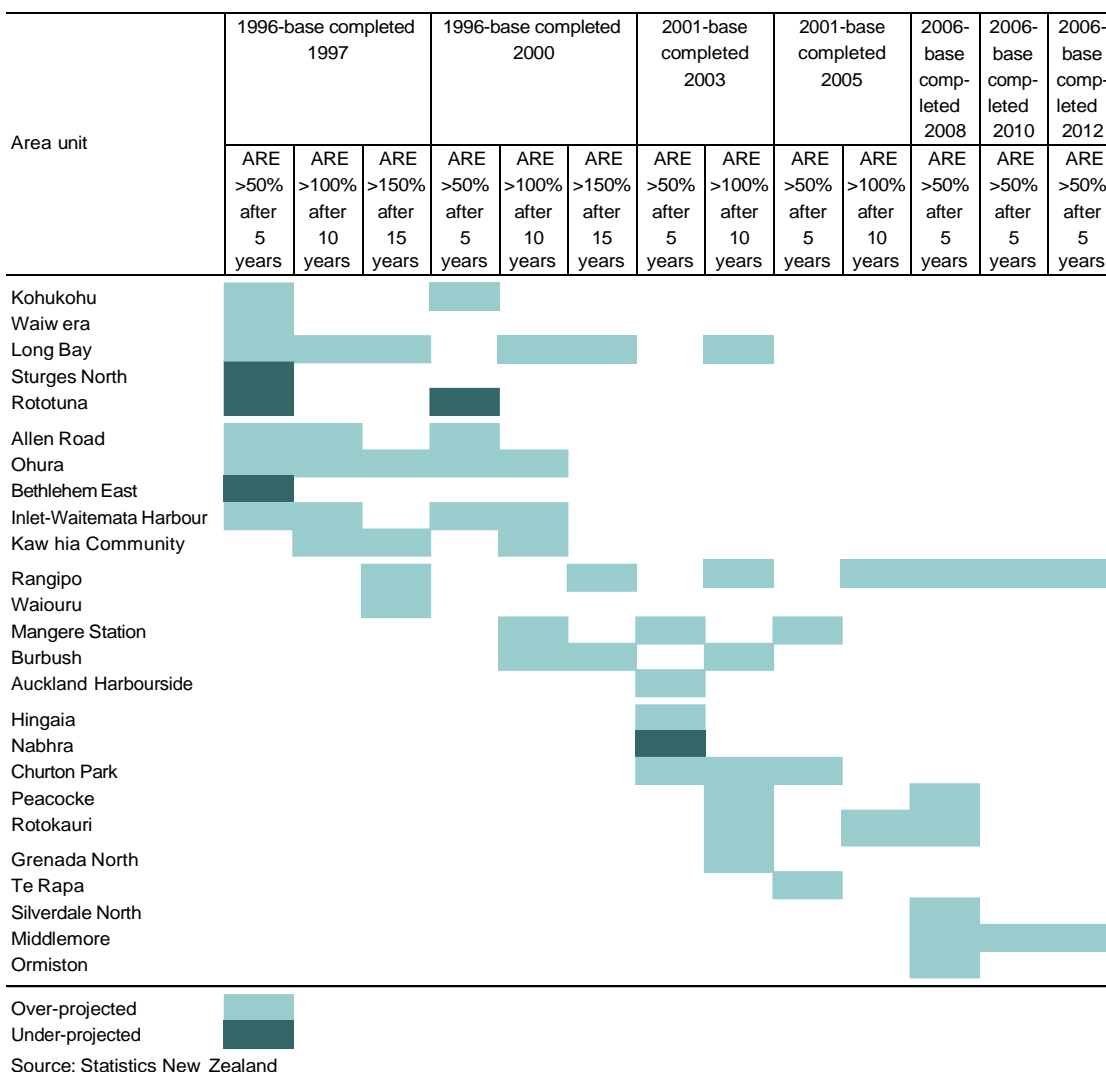 Area unit
1996-base completed
1997
1996-base completed
2000
2001-base
completed
2003
2001-base
completed
2005
2006-
base
comp-
leted
2008
2006-
base
comp-
leted
2010
2006-
base
comp-
leted
2012
ARE
>50%
after
5
years
ARE
>100%
after
10
years
ARE
>150%
after
15
years
ARE
>50%
after
5
years
ARE
>100%
after
10
years
ARE
>150%
after
15
years
ARE
>50%
after
5
years
ARE
>100%
after
10
years
ARE
>50%
after
5
years
ARE
>100%
after
10
years
ARE
>50%
after
5
years
ARE
>50%
after
5
years
ARE
>50%
after
5
years
Kohukohu
Waiw era
Long Bay
Sturges North
Rototuna
Allen Road
Ohura
Bethlehem East
Inlet-Waitemata Harbour
Kaw hia Community
Rangipo
Waiouru
Mangere Station
Burbush
Auckland Harbourside
Hingaia
Nabhra
Churton Park
Peacocke
Rotokauri
Grenada North
Te Rapa
Silverdale North
Middlemore
Ormiston
Over-projected
Under-projected
Source: Statistics New Zealand